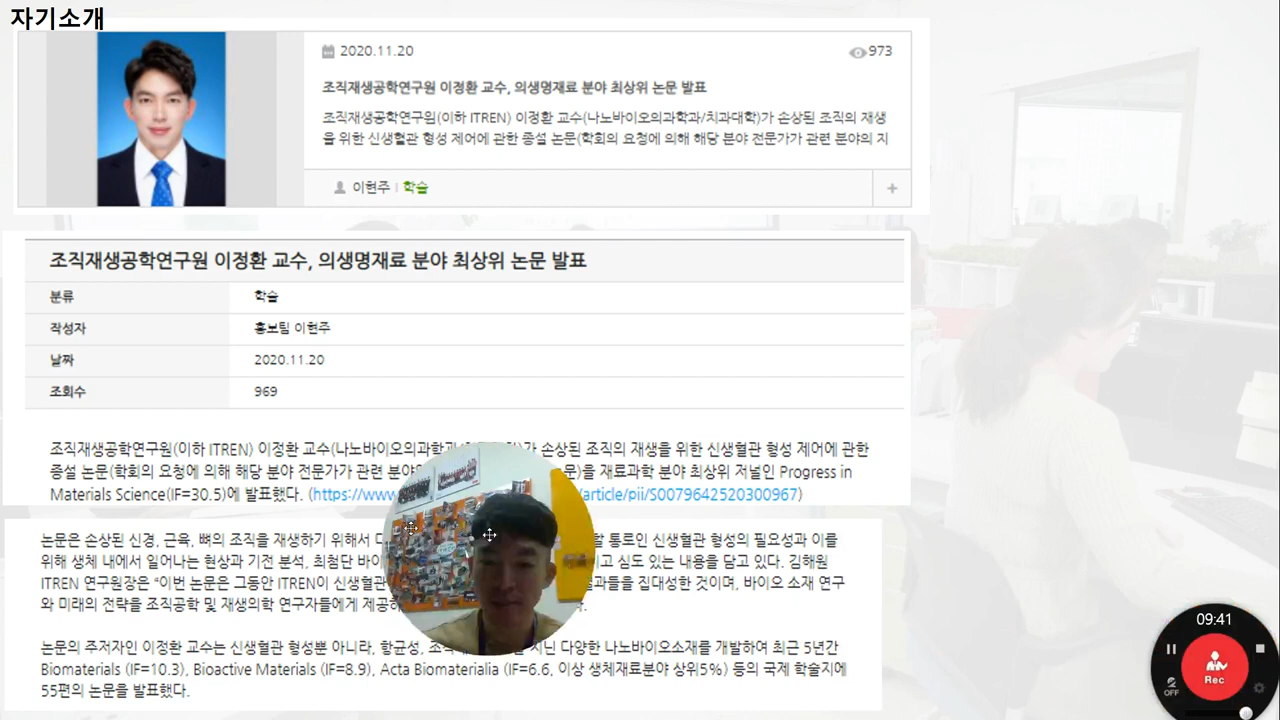 자기소개
2020.11.20
973
조직재생공학연구원 이정환 교수, 의생명재료 분야 최상위 논문 발표
조직재생공학연구원(이하 ITREN) 이정환 교수(나노바이오의과학과/치과대학)가 손상된 조직의 재생
을 위한 신생혈관 형성 제어에 관한 종설 논문(학회의 요청에 의해 해당 분야 전문가가 관련 분야의 지
이현주 | 학술
+
조직재생공학연구원 이정환 교수, 의생명재료 분야 최상위 논문 발표
분류 학술
작성자 홍보팀 이현주
날짜 2020.11.20
조회수 969
조직재생공학연구원(이하 ITREN) 이정환 교수(나노바이오의과학과 가 손상된 조직의 재생을 위한 신생혈관 형성 제어에 관한
종설 논문(학회의 요청에 의해 해당 분야 전문가가 관련 분야 문)을 재료과학 분야 최상위 저널인 Progress in
Materials Science(IF=30.5)에 발표했다. (https://www /article/pii/S0079642520300967)
논문은 손상된 신경, 근육, 뼈의 조직을 재생하기 위해서 통로인 신생혈관 형성의 필요성과 이를
위해 생체 내에서 일어나는 현상과 기전 분석, 최첨단 바이 이고 심도 있는 내용을 담고 있다. 김해원
ITREN 연구원장은 “이번 논문은 그동안 ITREN이 신생혈관 들을 집대성한 것이며, 바이오 소재 연구
와 미래의 전략을 조직공학 및 재생의학 연구자들에게 제공
논문의 주저자인 이정환 교수는 신생혈관 형성뿐 아니라, 항균성, 지닌 다양한 나노바이오소재를 개발하여 최근 5년간
Biomaterials (IF=10.3), Bioactive Materials (IF=8.9), Acta Biomaterialia (IF=6.6, 이상 생체재료분야 상위5%) 등의 국제 학술지에
55편의 논문을 발표했다.
09:41
Rec
OFF